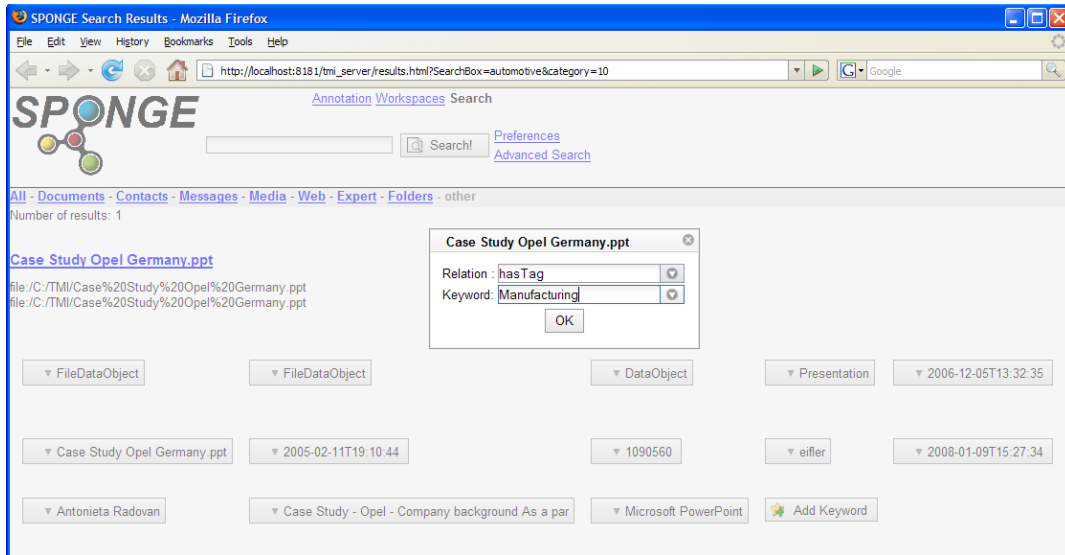 SPONGE Search Results - Mozilla Firefox
File Edit View History Bookmarks Tools Help
http://localhost:8181/tmi_server/results.html?SearchBox=automotive&category=10
G Google
SPONGE
Annotation Workspaces Search
Search!
Preferences
Advanced Search
All - Documents - Contacts - Messages - Media - Web - Expert - Folders - other
Number of results: 1
Case Study Opel Germany.ppt
file:/C:/TMI/Case%20Study%20Opel%20Germany.ppt
file:/C:/TMI/Case%20Study%20Opel%20Germany.ppt
Case Study Opel Germany.ppt
Relation : hasTag
Keyword: Manufacturing
OK
FileDataObject FileDataObject DataObject Presentation 2006-12-05T13:32:35
Case Study Opel Germany.ppt 2005-02-11T19:10:44 1090560 eifler 2008-01-09T15:27:34
Antonieta Radovan Case Study - Opel - Company background As a par Microsoft PowerPoint Add Keyword